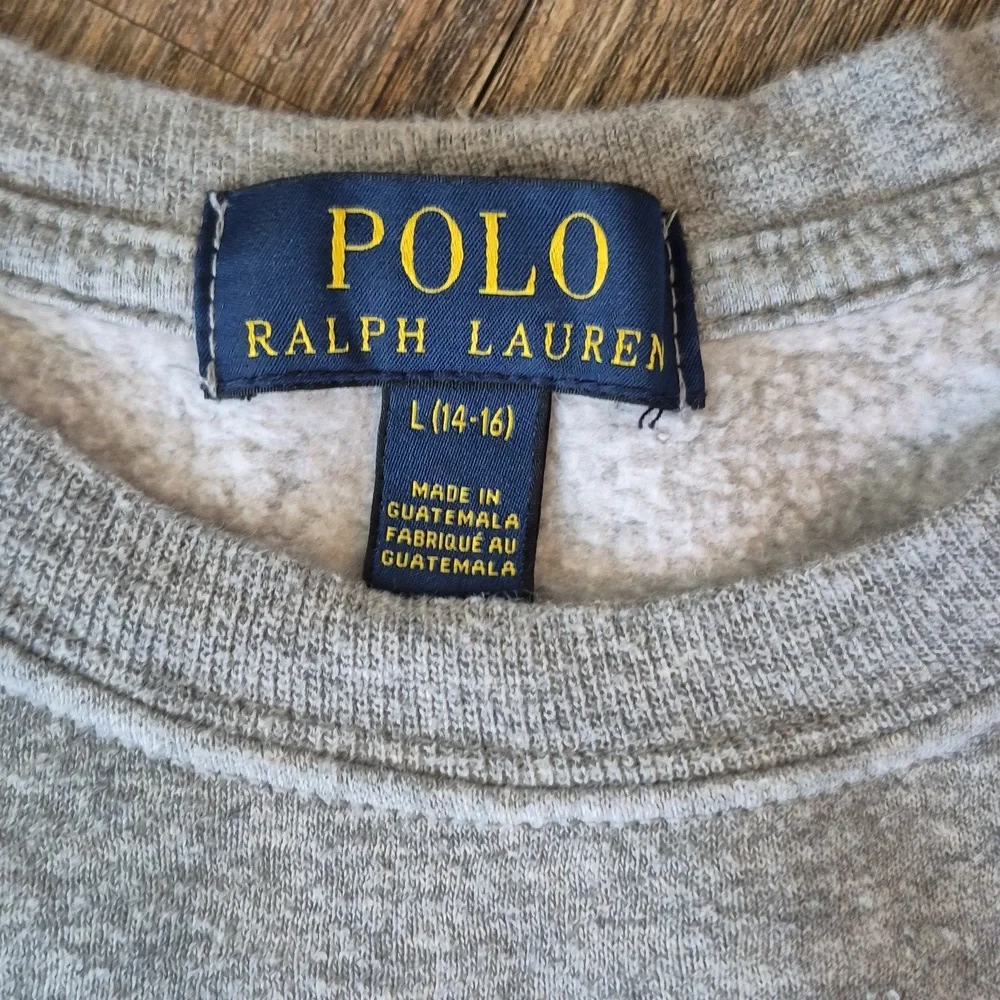 POLO
RALPH LAUREN
L (14-16)
MADE IN
GUATEMALA
FABRIQUÉ AU
GUATEMALA